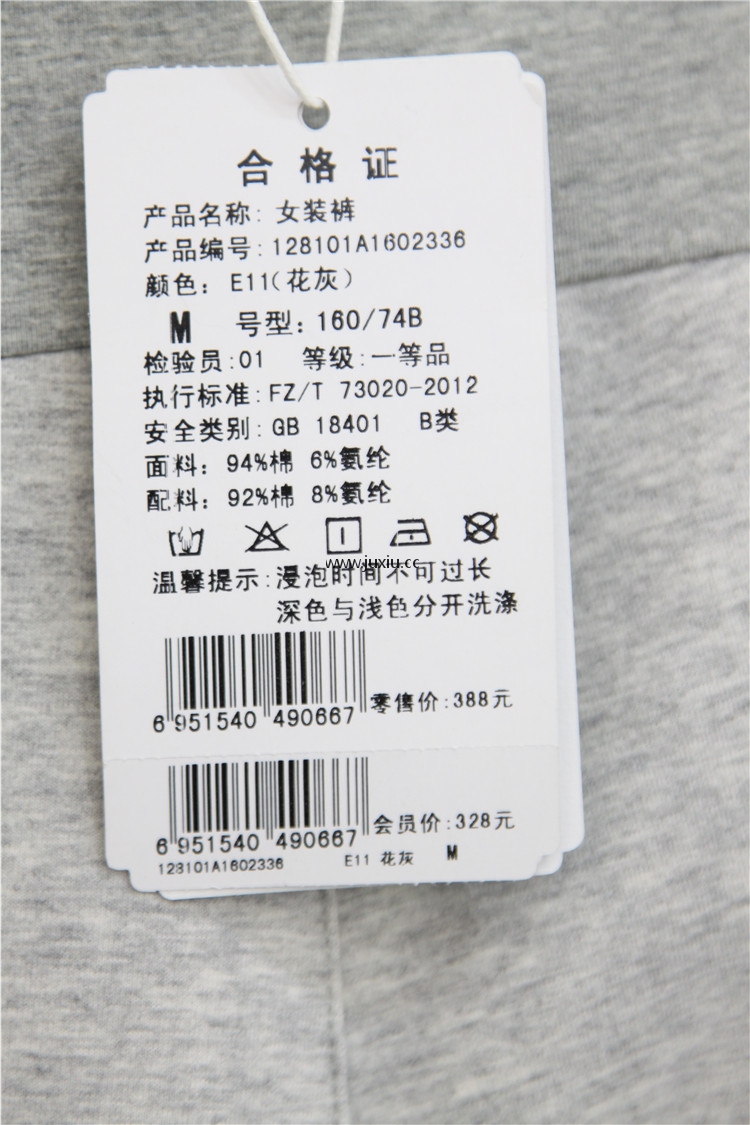 合格证
产品名称: 女装裤
产品编号: 128101A1602336
颜色: E11(花灰)
M 号型: 160/74B
检验员:01 等级:一等品
执行标准: FZ/T 73020-2012
安全类别: GB 18401 B类
面料: 94%棉 6%氨纶
配料: 92%棉 8%氨纶
www.juxiu.cc
温馨提示:浸泡时间不可过长
深色与浅色分开洗涤
零售价:388元
6 951540 490667
会员价:328元
6 951540 490667
128101A1602336 E11 花灰 M